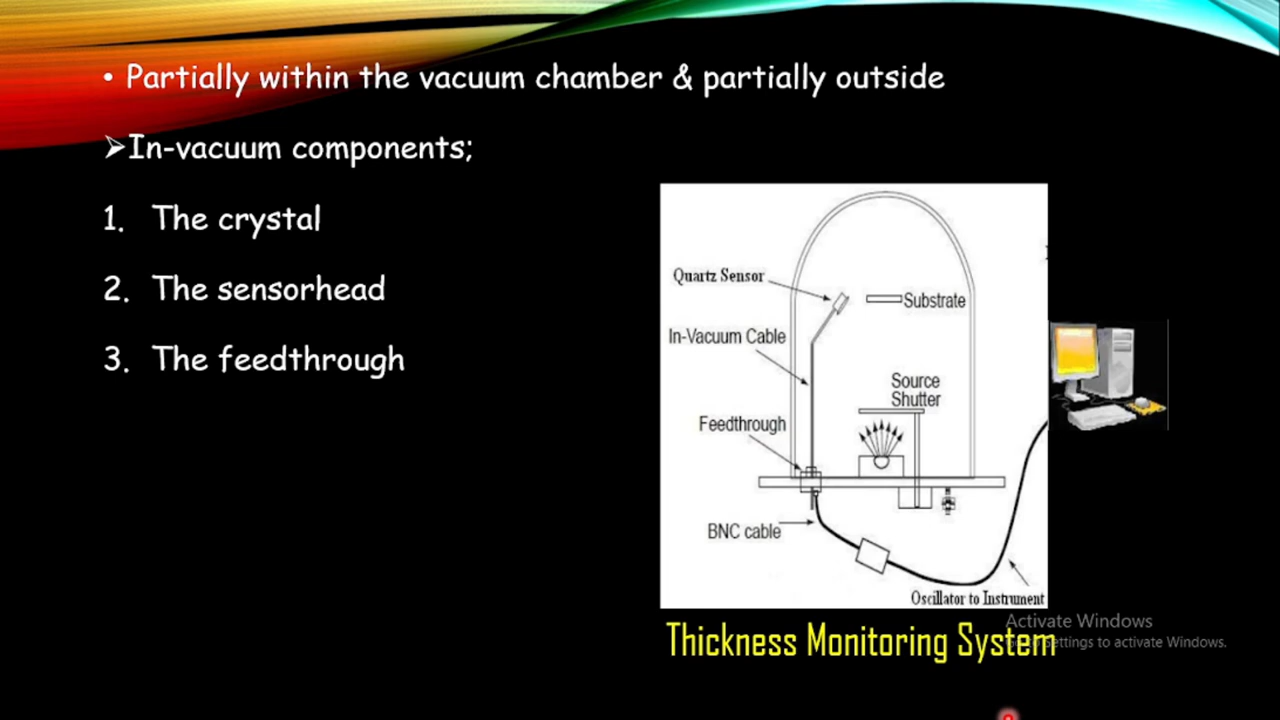 • Partially within the vacuum chamber & partially outside
➢In-vacuum components;
1. The crystal
2. The sensorhead
3. The feedthrough
Quartz Sensor
Substrate
In-Vacuum Cable
Source
Shutter
Feedthrough
BNC cable
Oscillator to Instrument
Thickness Monitoring System
Activate Windows
Settings to activate Windows.